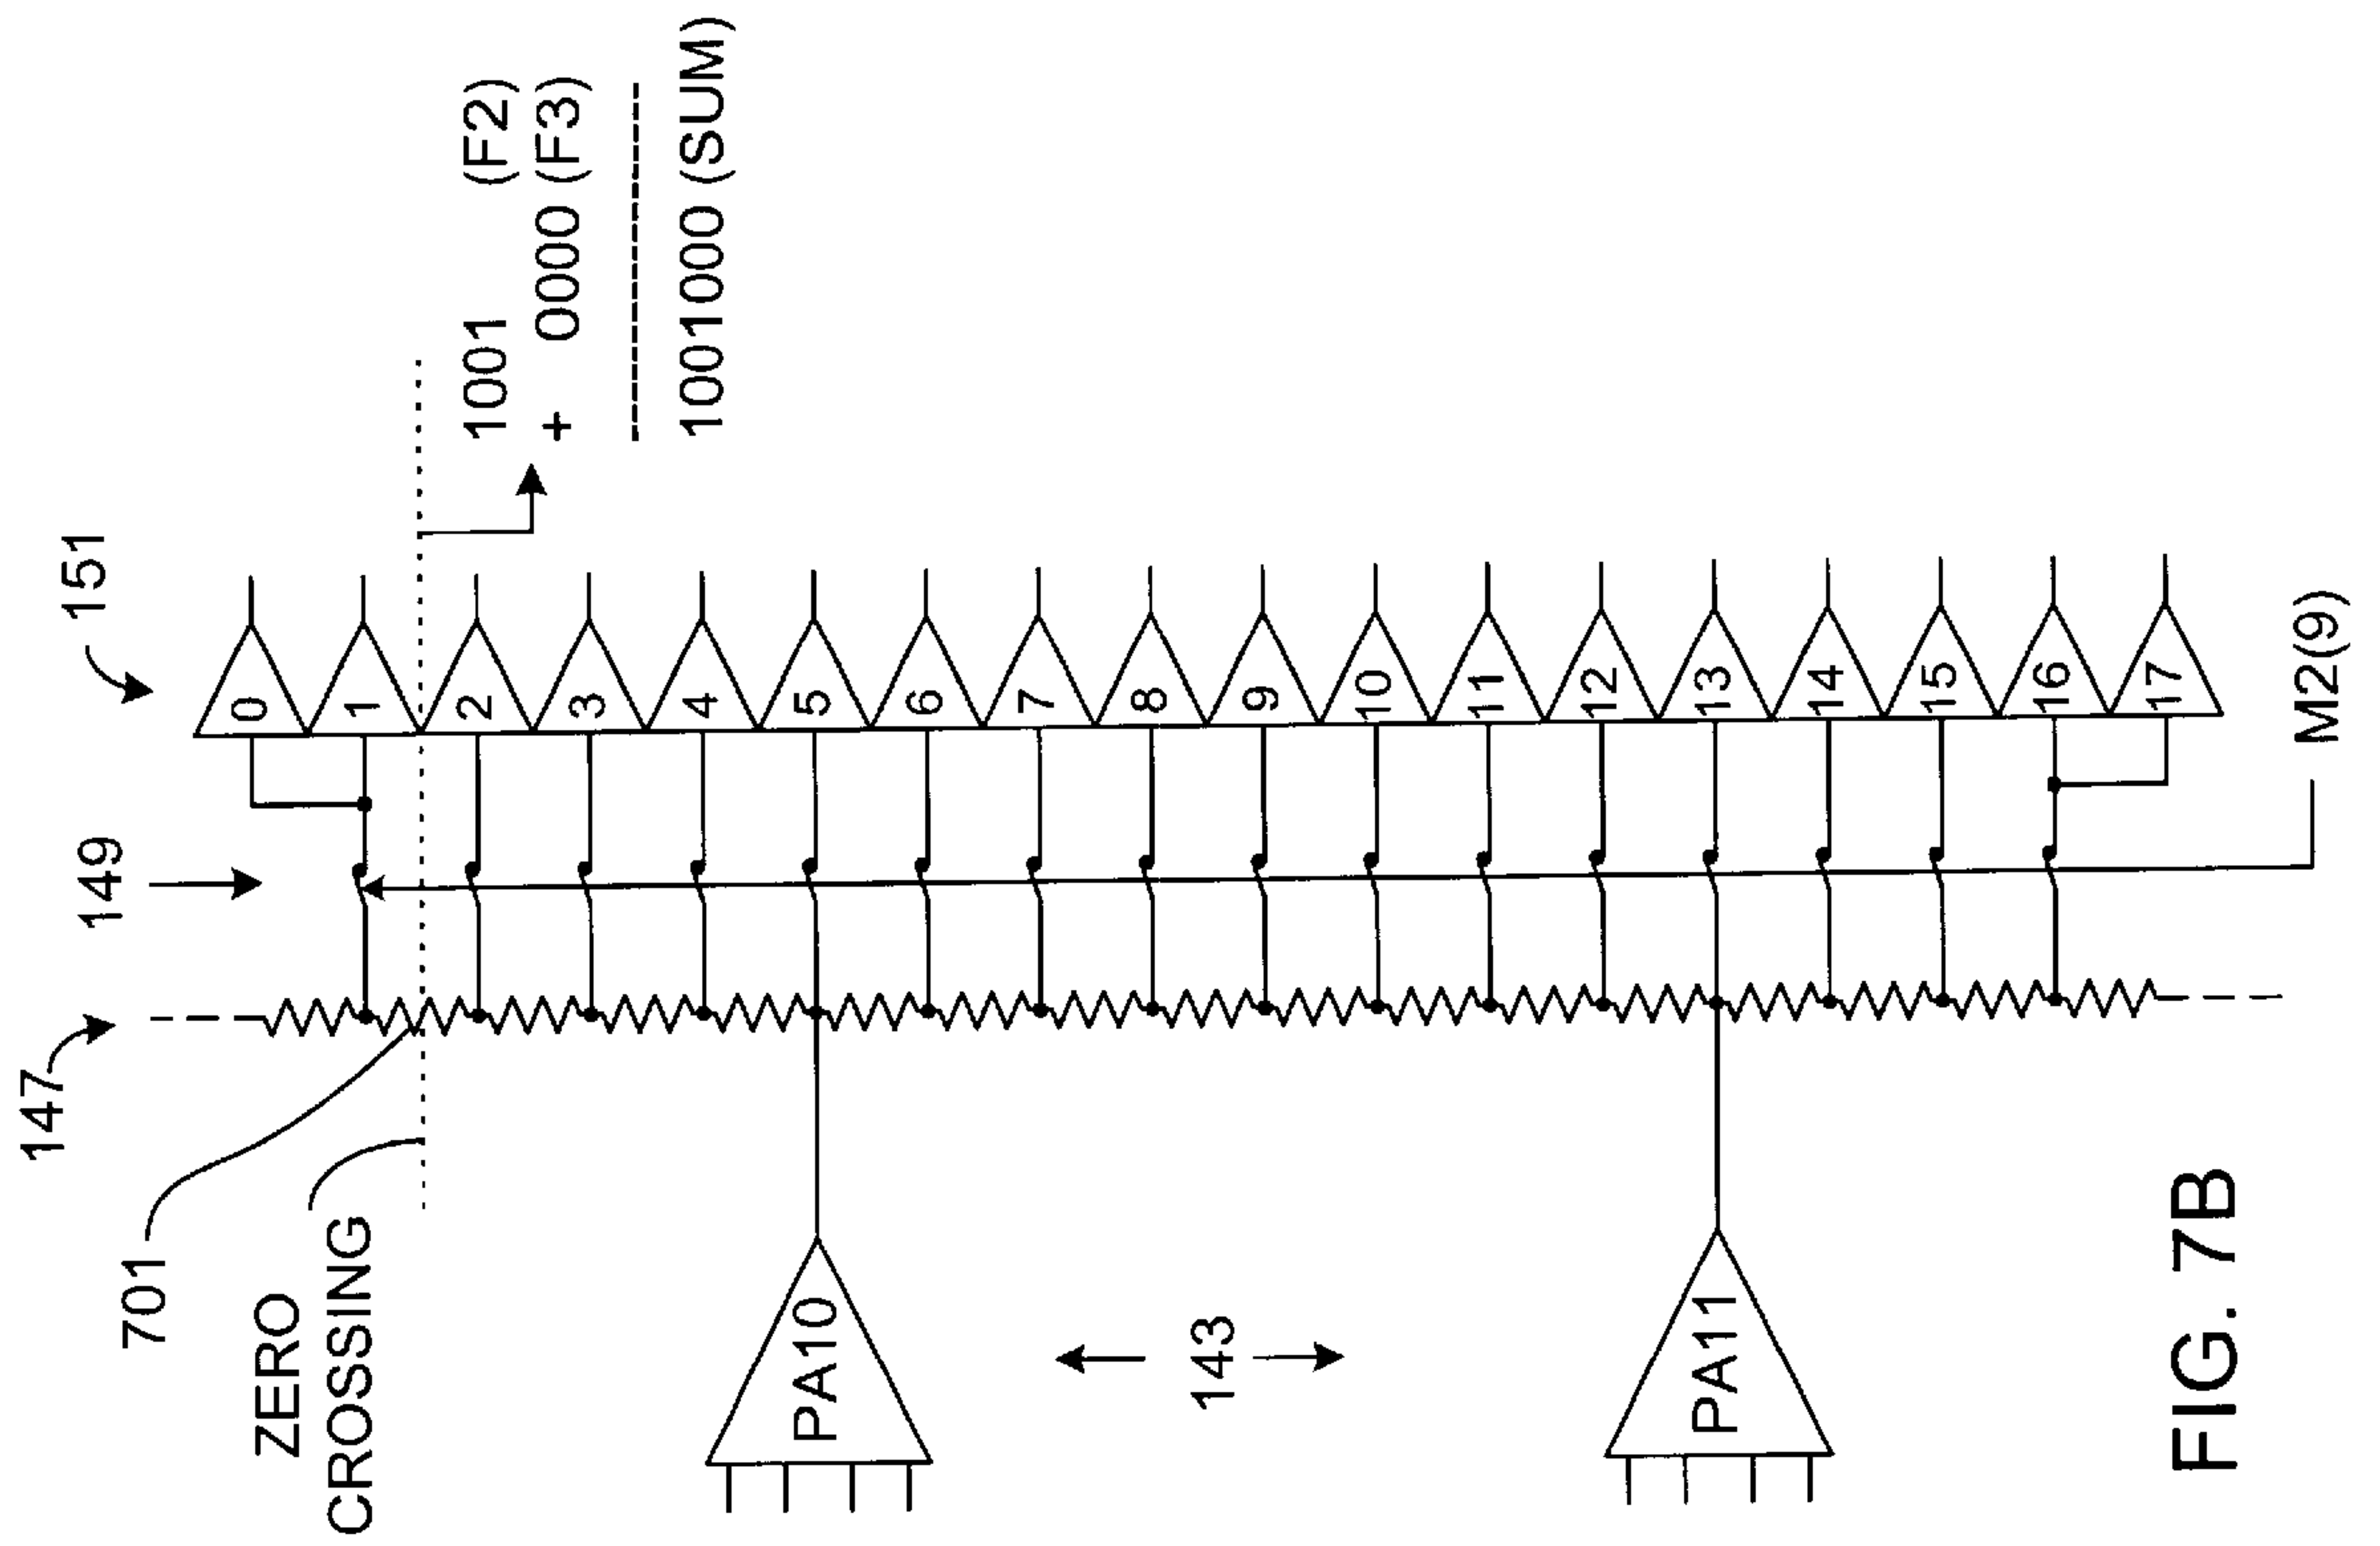 147
149
151
701
ZERO
CROSSING
0
1
2
3
4
5
6
7
8
9
10
11
12
13
14
15
16
17
1001 (F2)
+ 0000 (F3)
1001000 (SUM)
PA10
143
PA11
M2(9)
FIG. 7B